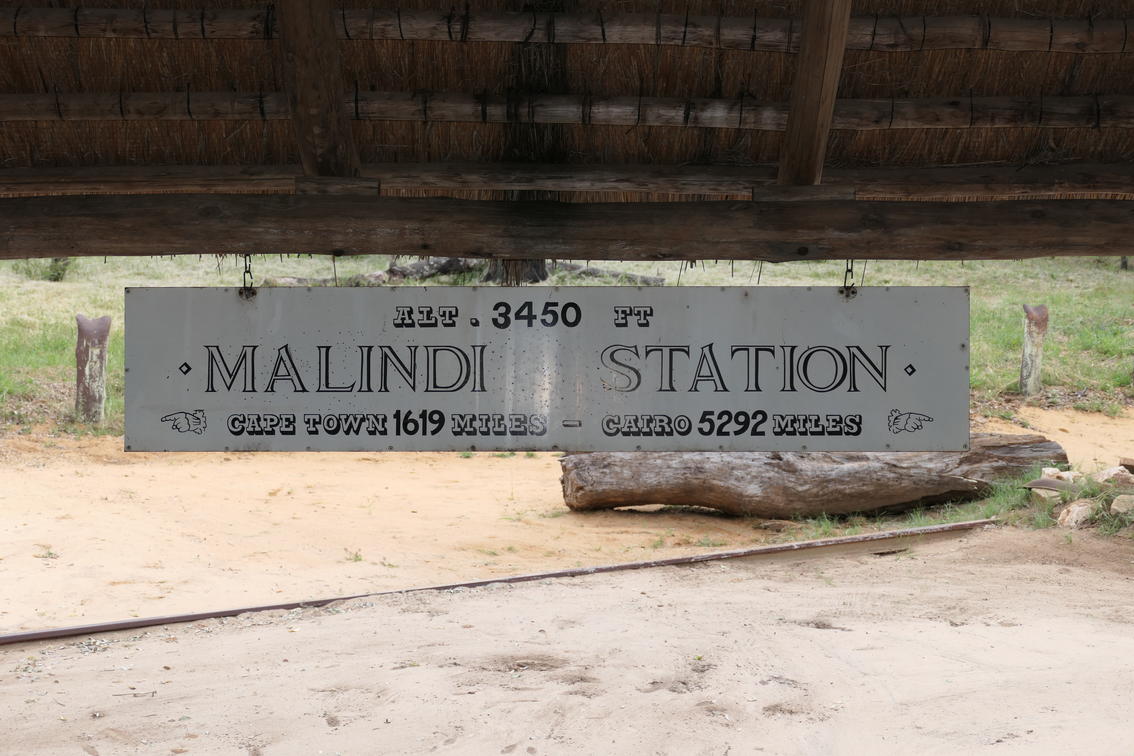 ALT . 3450 FT
MALINDI STATION
CAPE TOWN 1619 MILES – CAIRO 5292 MILES